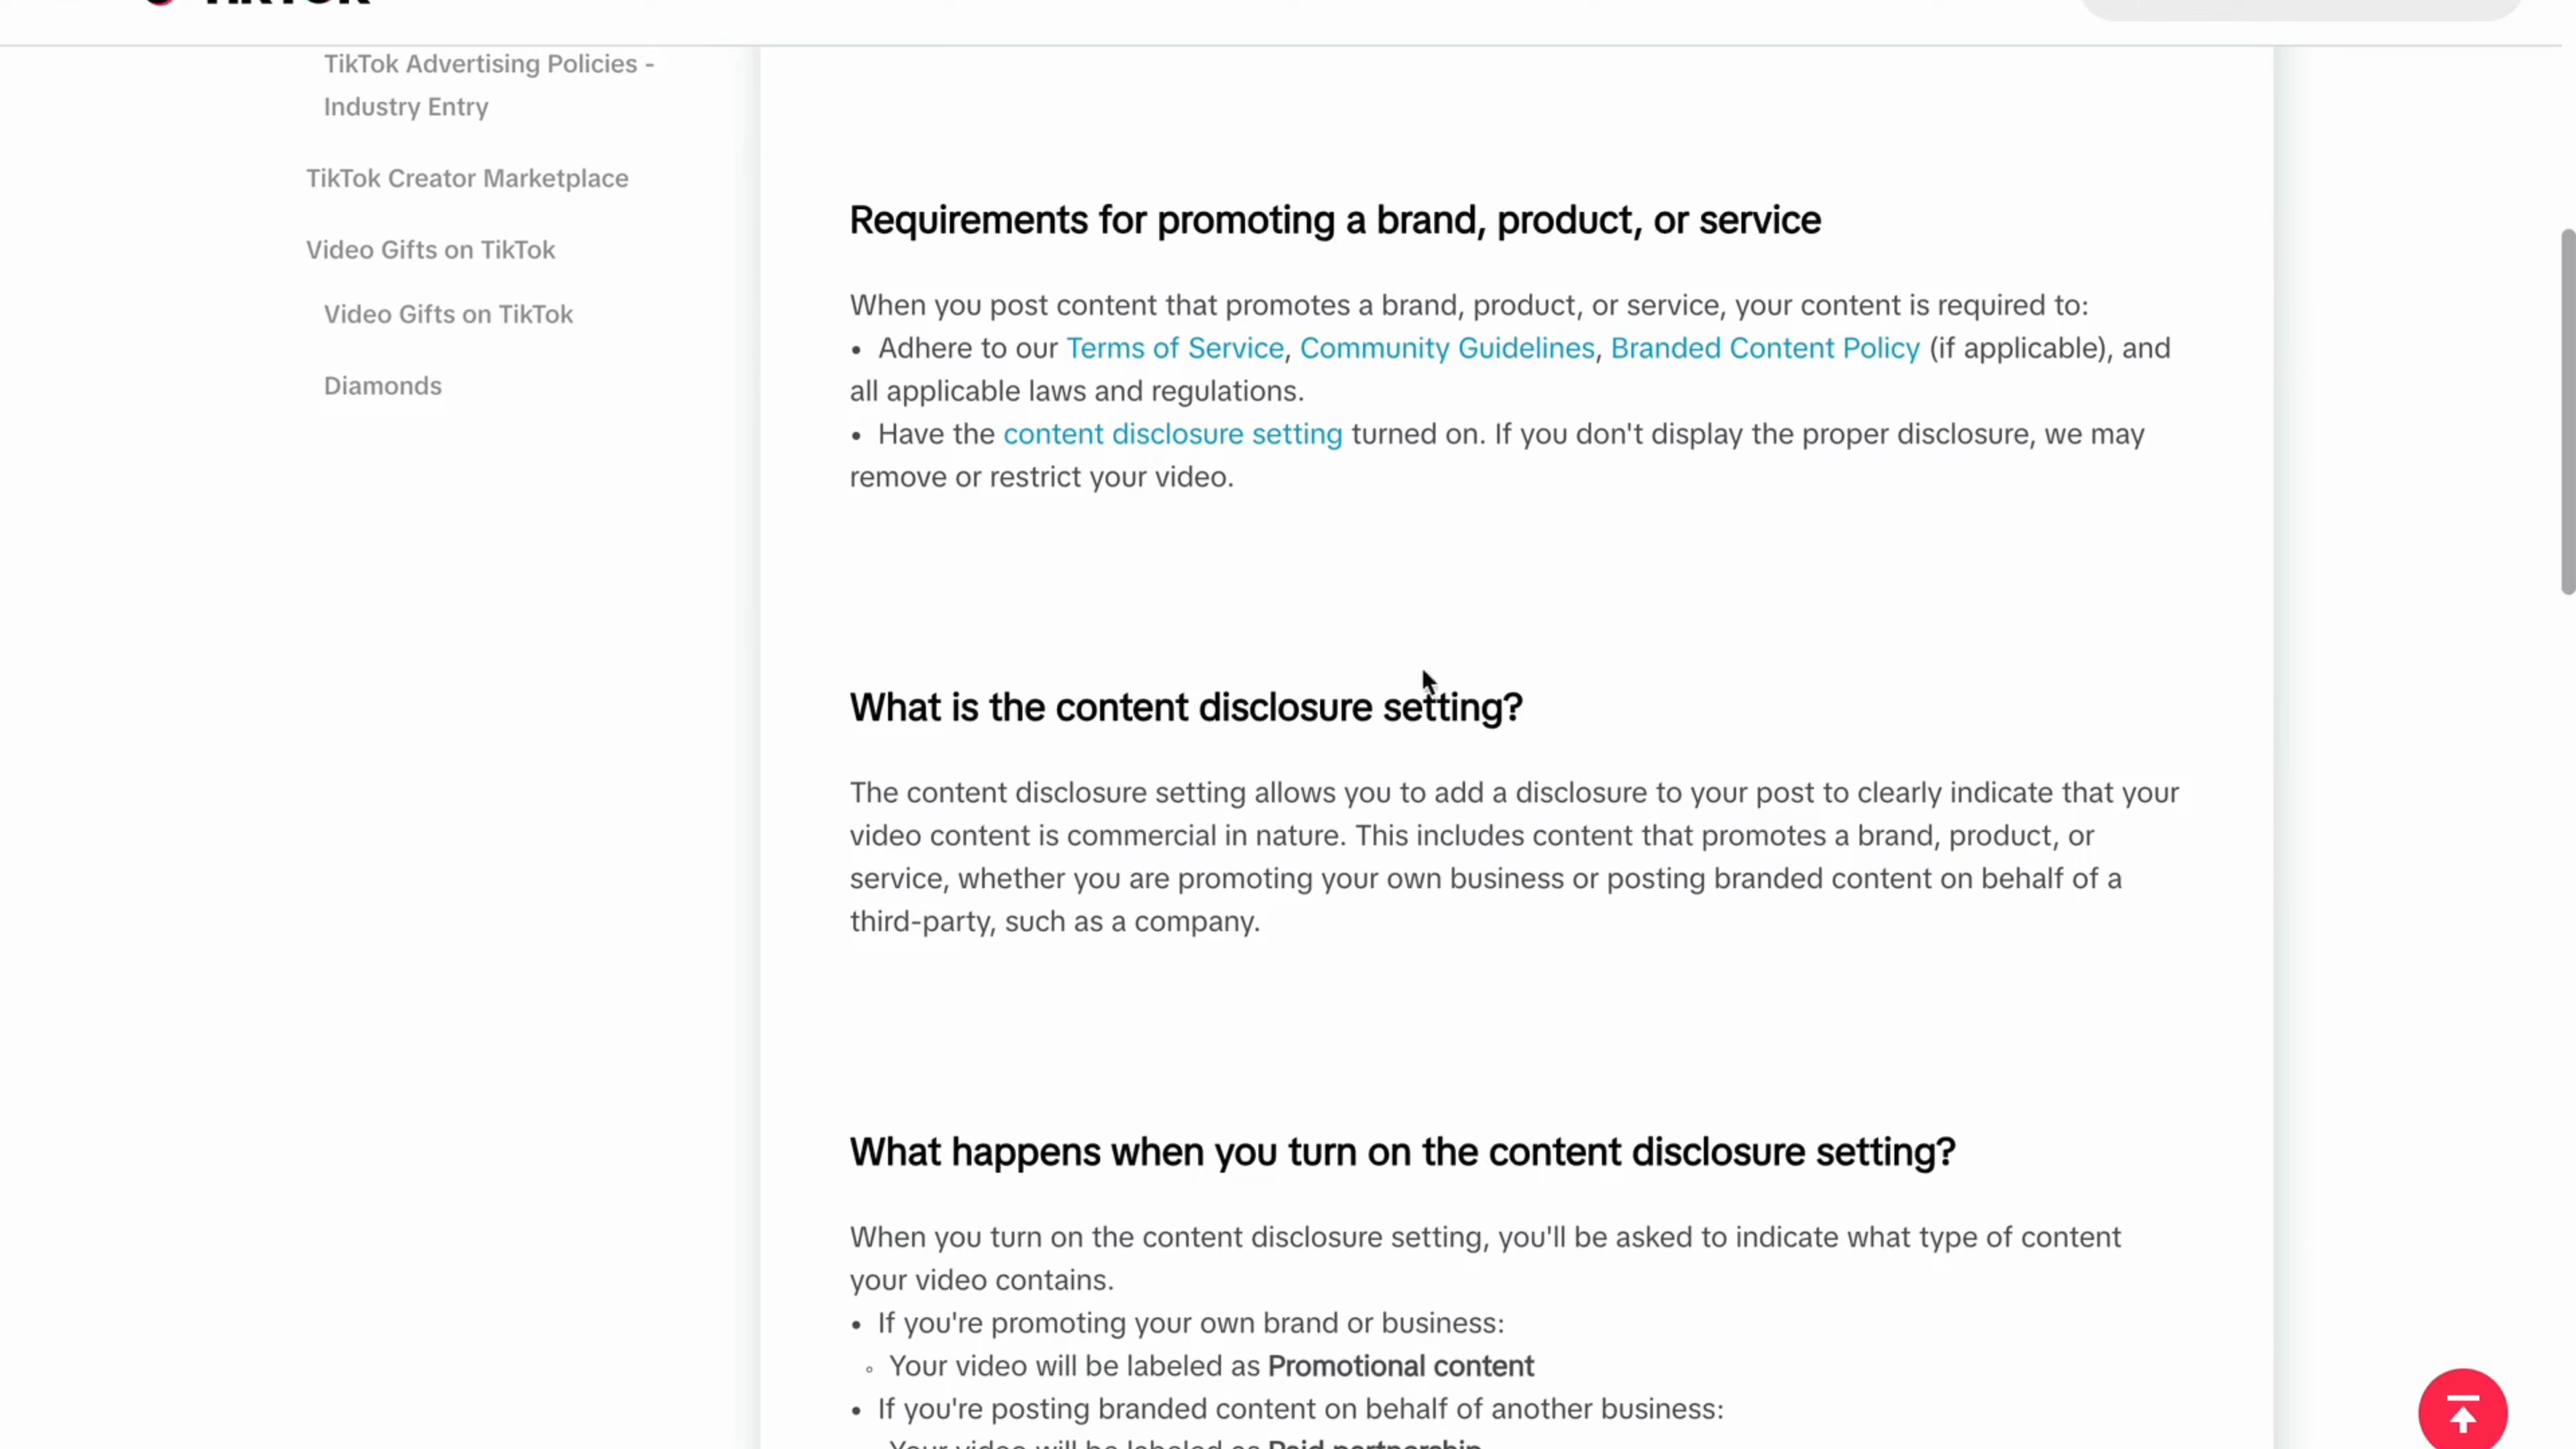 TikTok
TikTok Advertising Policies -
Industry Entry
TikTok Creator Marketplace
Video Gifts on TikTok
Video Gifts on TikTok
Diamonds
Requirements for promoting a brand, product, or service
When you post content that promotes a brand, product, or service, your content is required to:
• Adhere to our Terms of Service, Community Guidelines, Branded Content Policy (if applicable), and
all applicable laws and regulations.
• Have the content disclosure setting turned on. If you don't display the proper disclosure, we may
remove or restrict your video.
What is the content disclosure setting?
The content disclosure setting allows you to add a disclosure to your post to clearly indicate that your
video content is commercial in nature. This includes content that promotes a brand, product, or
service, whether you are promoting your own business or posting branded content on behalf of a
third-party, such as a company.
What happens when you turn on the content disclosure setting?
When you turn on the content disclosure setting, you'll be asked to indicate what type of content
your video contains.
• If you're promoting your own brand or business:
◦ Your video will be labeled as Promotional content
• If you're posting branded content on behalf of another business:
Your video will be labeled as Paid partnership